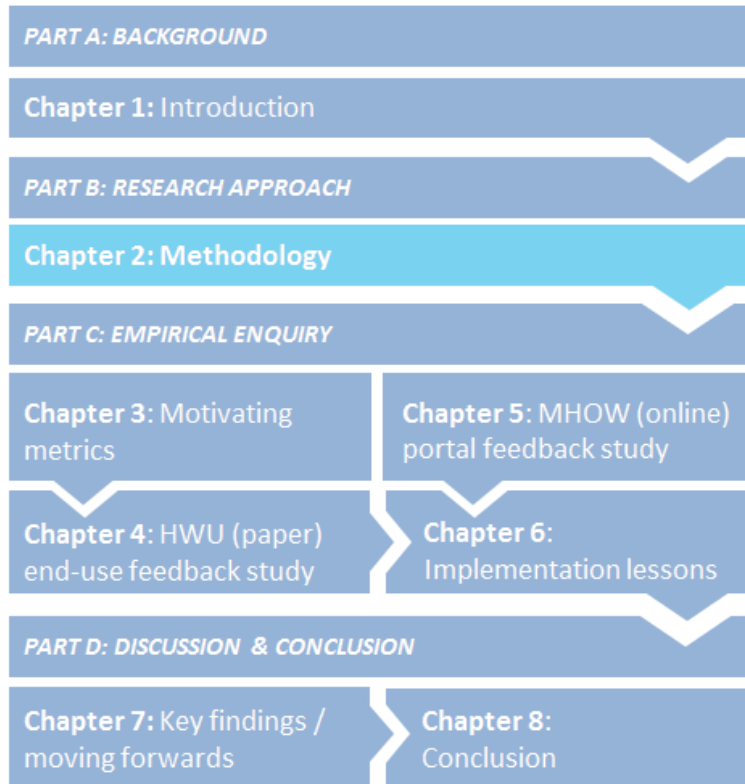 PART A: BACKGROUND
Chapter 1: Introduction
PART B: RESEARCH APPROACH
Chapter 2: Methodology
PART C: EMPIRICAL ENQUIRY
Chapter 3: Motivating
metrics
Chapter 5: MHOW (online)
portal feedback study
Chapter 4: HWU (paper)
end-use feedback study
Chapter 6:
Implementation lessons
PART D: DISCUSSION & CONCLUSION
Chapter 7: Key findings /
moving forwards
Chapter 8:
Conclusion